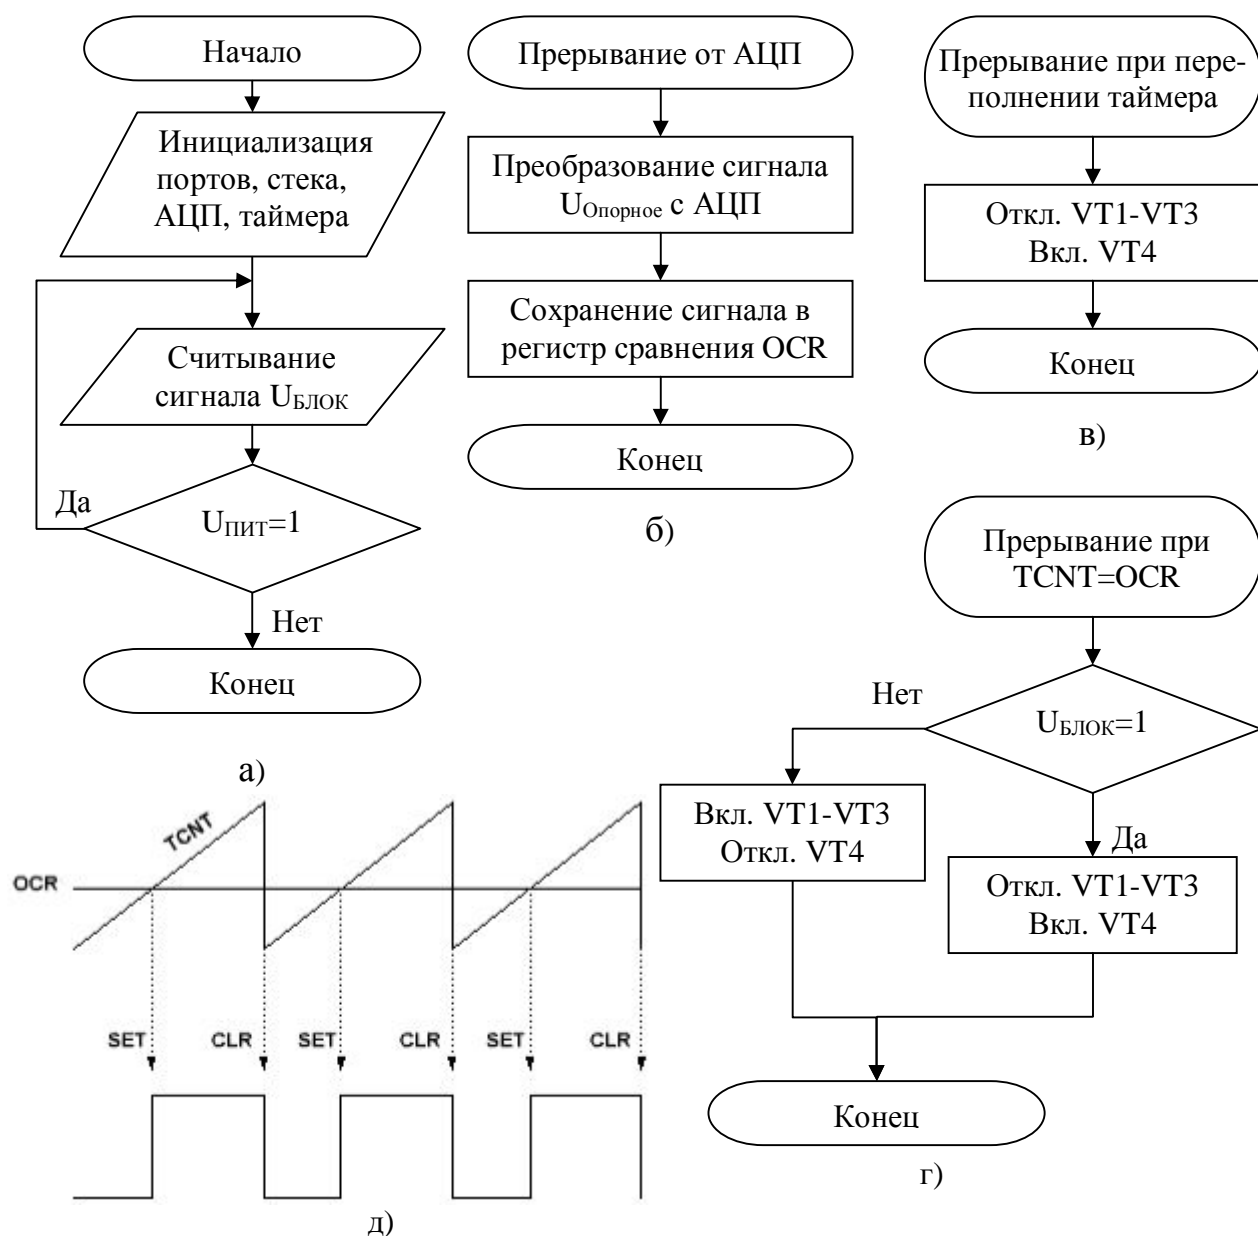 Начало
Инициализация
портов, стека,
АЦП, таймера
Считывание
сигнала UБЛОК
Да
UПИТ=1
Нет
Конец
а)
Прерывание от АЦП
Преобразование сигнала
UОпорное с АЦП
Сохранение сигнала в
регистр сравнения OCR
Конец
б)
Прерывание при пере-
полнении таймера
Откл. VT1-VT3
Вкл. VT4
Конец
в)
Прерывание при
TCNT=OCR
Нет
UБЛОК=1
Вкл. VT1-VT3
Откл. VT4
Да
Откл. VT1-VT3
Вкл. VT4
Конец
г)
TCNT
OCR
SET CLR SET CLR SET CLR
д)